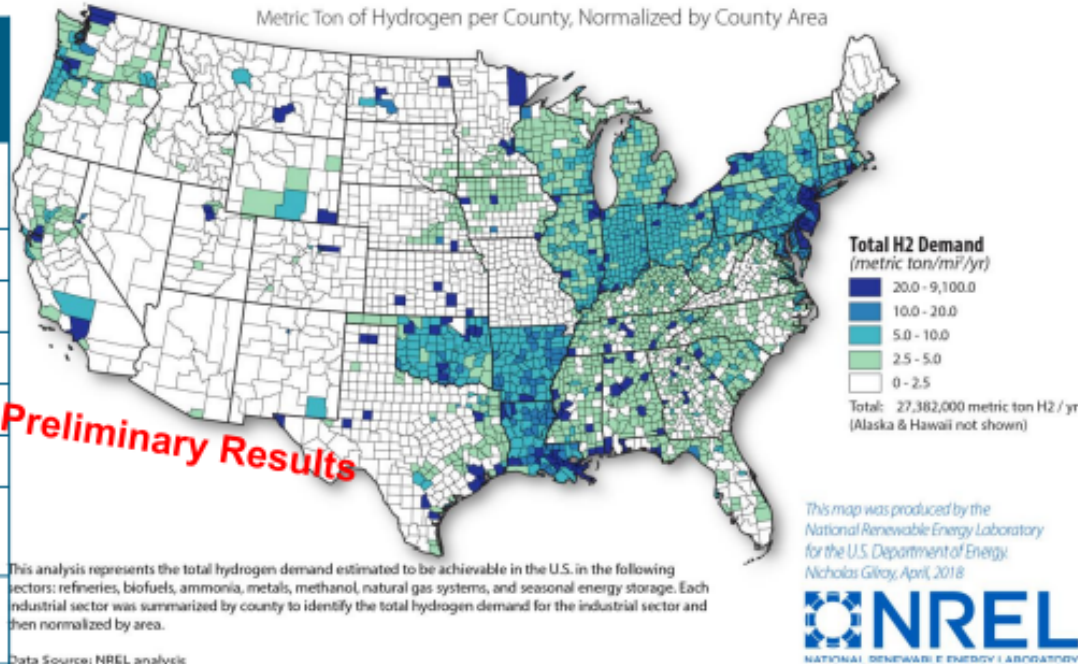 Metric Ton of Hydrogen per County, Normalized by County Area
Total H2 Demand
(metric ton/mi²/yr)
20.0 - 9,100.0
10.0 - 20.0
5.0 - 10.0
2.5 - 5.0
0 - 2.5
Total: 27,382,000 metric ton H2 / yr
(Alaska & Hawaii not shown)
Preliminary Results
This map was produced by the
National Renewable Energy Laboratory
for the U.S. Department of Energy.
Nicholas Gilroy, April, 2018
This analysis represents the total hydrogen demand estimated to be achievable in the U.S. in the following
sectors: refineries, biofuels, ammonia, metals, methanol, natural gas systems, and seasonal energy storage. Each
industrial sector was summarized by county to identify the total hydrogen demand for the industrial sector and
then normalized by area.
Data Source: NREL analysis
NREL
NATIONAL RENEWABLE ENERGY LABORATORY